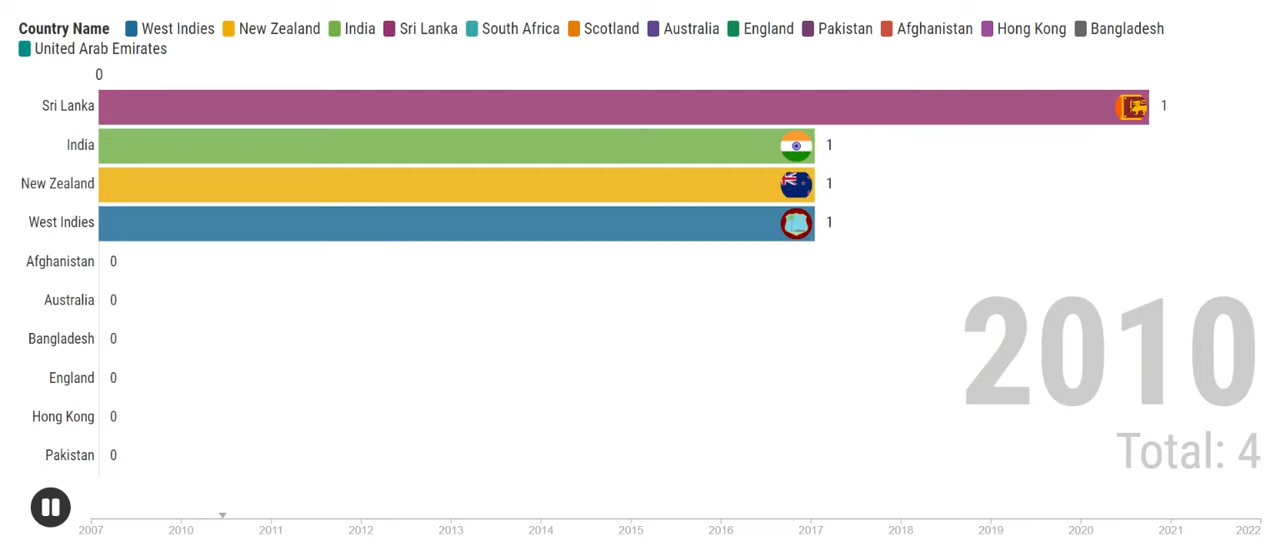 Country Name West Indies New Zealand India Sri Lanka South Africa Scotland Australia England Pakistan Afghanistan Hong Kong Bangladesh
United Arab Emirates
0
Sri Lanka 1
India 1
New Zealand 1
West Indies 1
Afghanistan 0
Australia 0
Bangladesh 0
England 0
Hong Kong 0
Pakistan 0
2010
Total: 4
2007 2010 2011 2012 2013 2014 2015 2016 2017 2018 2019 2020 2021 2022